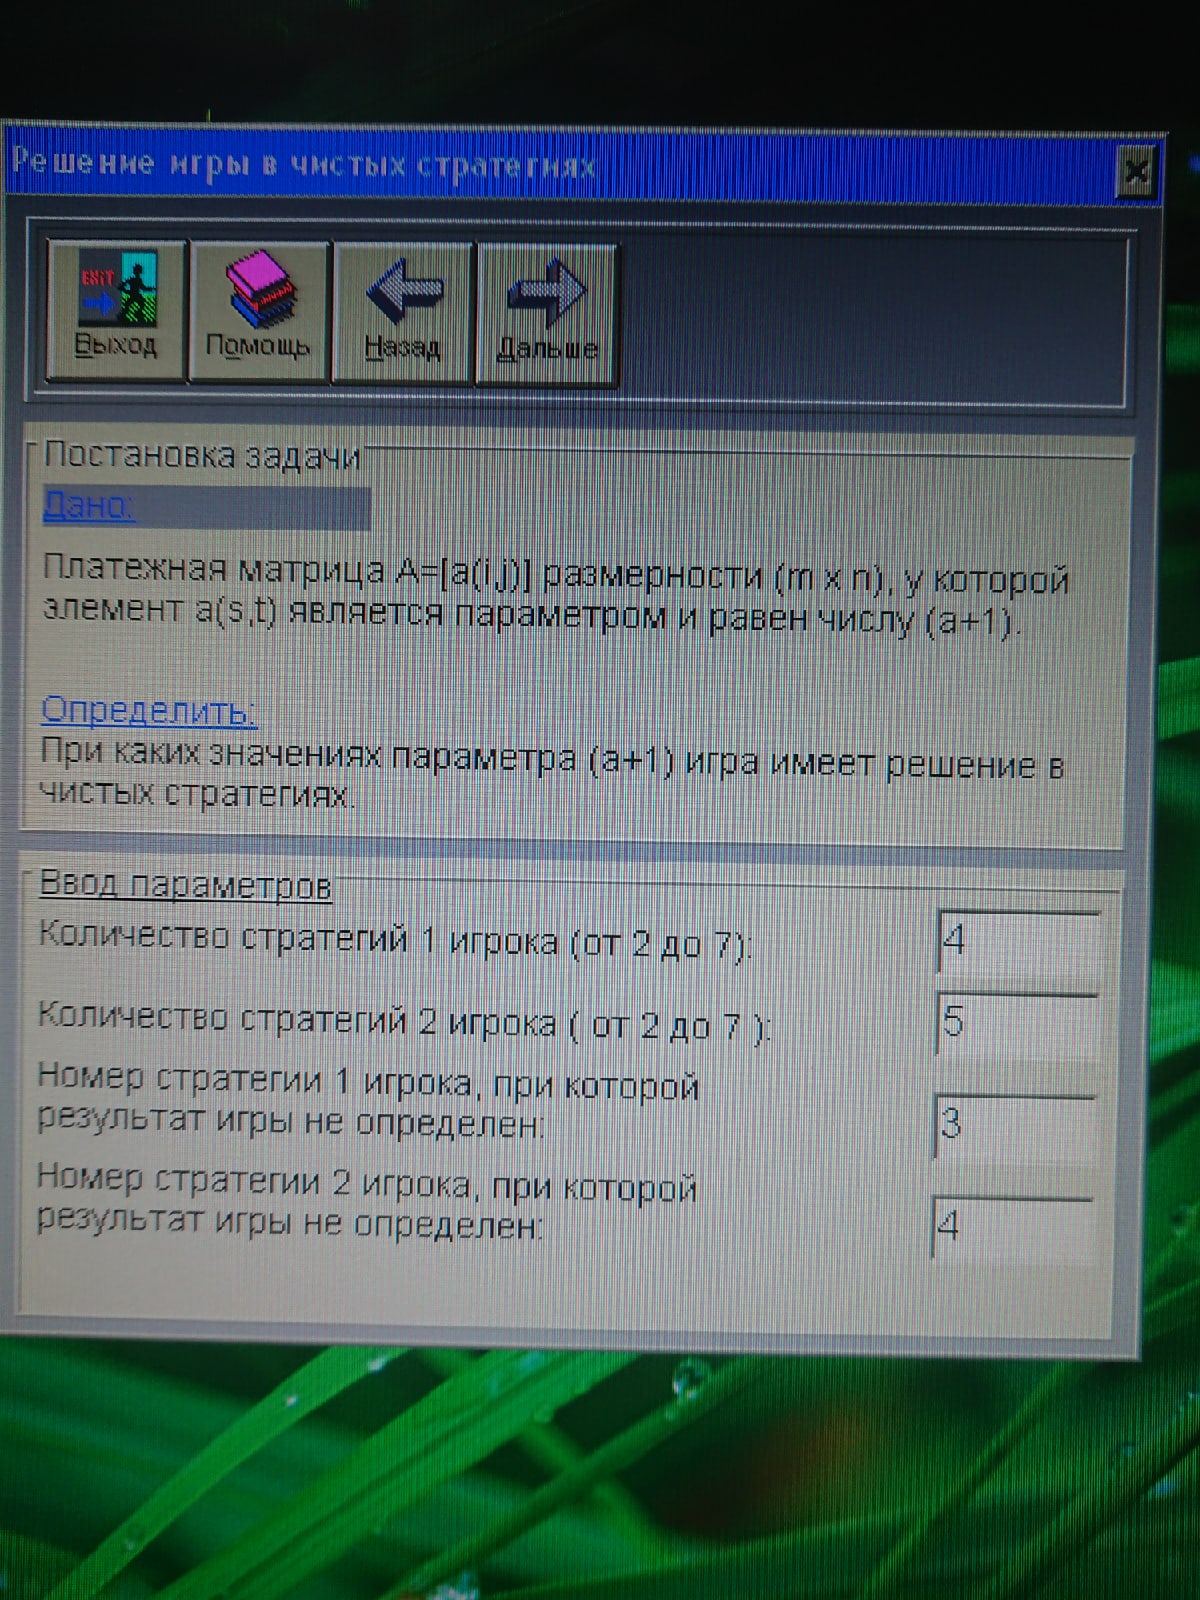 Решение игры в чистых стратегиях
EXIT
Выход
Помощь
Назад
Дальше
Постановка задачи
Дано:
Платежная матрица A=[a(i,j)] размерности (m x n), у которой
элемент a(s,t) является параметром и равен числу (a+1).
Определить:
При каких значениях параметра (a+1) игра имеет решение в
чистых стратегиях.
Ввод параметров
Количество стратегий 1 игрока (от 2 до 7):
4
Количество стратегий 2 игрока ( от 2 до 7 ):
5
Номер стратегии 1 игрока, при которой
результат игры не определен:
3
Номер стратегии 2 игрока, при которой
результат игры не определен:
4